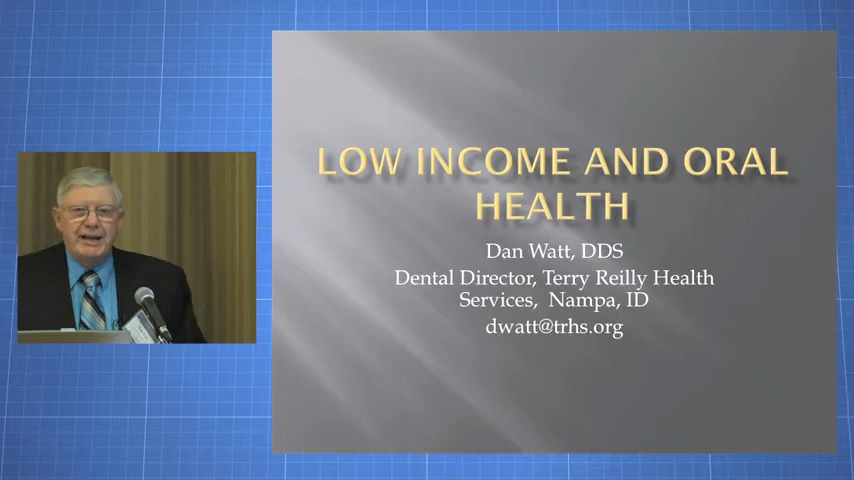 LOW INCOME AND ORAL
HEALTH
Dan Watt, DDS
Dental Director, Terry Reilly Health
Services,  Nampa, ID
dwatt@trhs.org